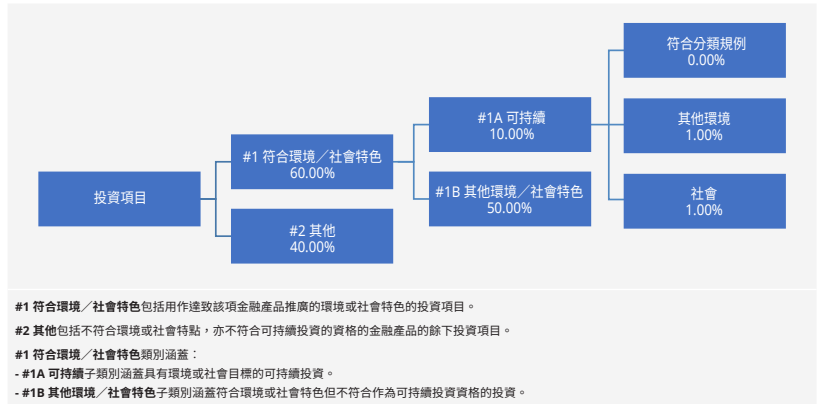 投資項目
#1 符合環境／社會特色
60.00%
#2 其他
40.00%
#1A 可持續
10.00%
#1B 其他環境／社會特色
50.00%
符合分類規例
0.00%
其他環境
1.00%
社會
1.00%
#1 符合環境／社會特色包括用作達致該項金融產品推廣的環境或社會特色的投資項目。
#2 其他包括不符合環境或社會特點，亦不符合可持續投資的資格的金融產品的餘下投資項目。
#1 符合環境／社會特色類別涵蓋：
- #1A 可持續子類別涵蓋具有環境或社會目標的可持續投資。
- #1B 其他環境／社會特色子類別涵蓋符合環境或社會特色但不符合作為可持續投資資格的投資。